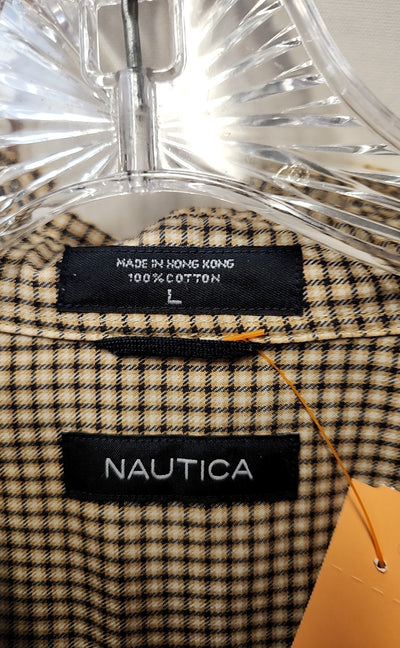 MADE IN HONG KONG
100% COTTON
L
NAUTICA